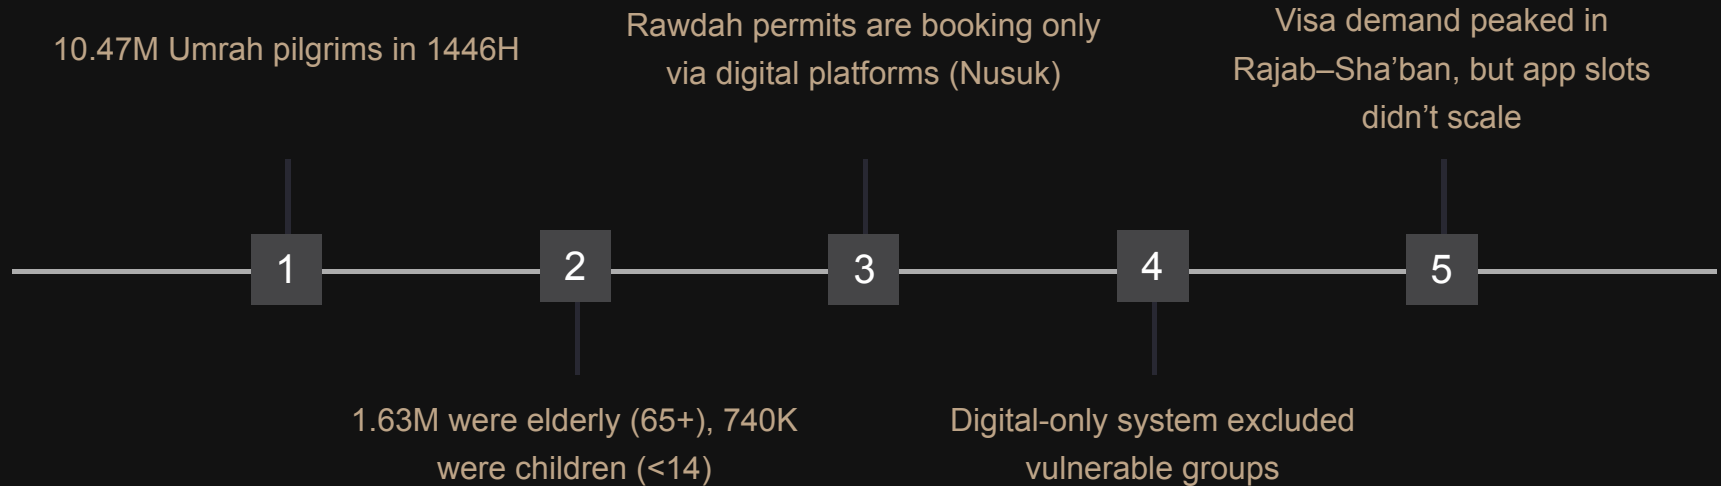 10.47M Umrah pilgrims in 1446H
Rawdah permits are booking only
via digital platforms (Nusuk)
Visa demand peaked in
Rajab–Sha’ban, but app slots
didn’t scale
1
2
3
4
5
1.63M were elderly (65+), 740K
were children (<14)
Digital-only system excluded
vulnerable groups